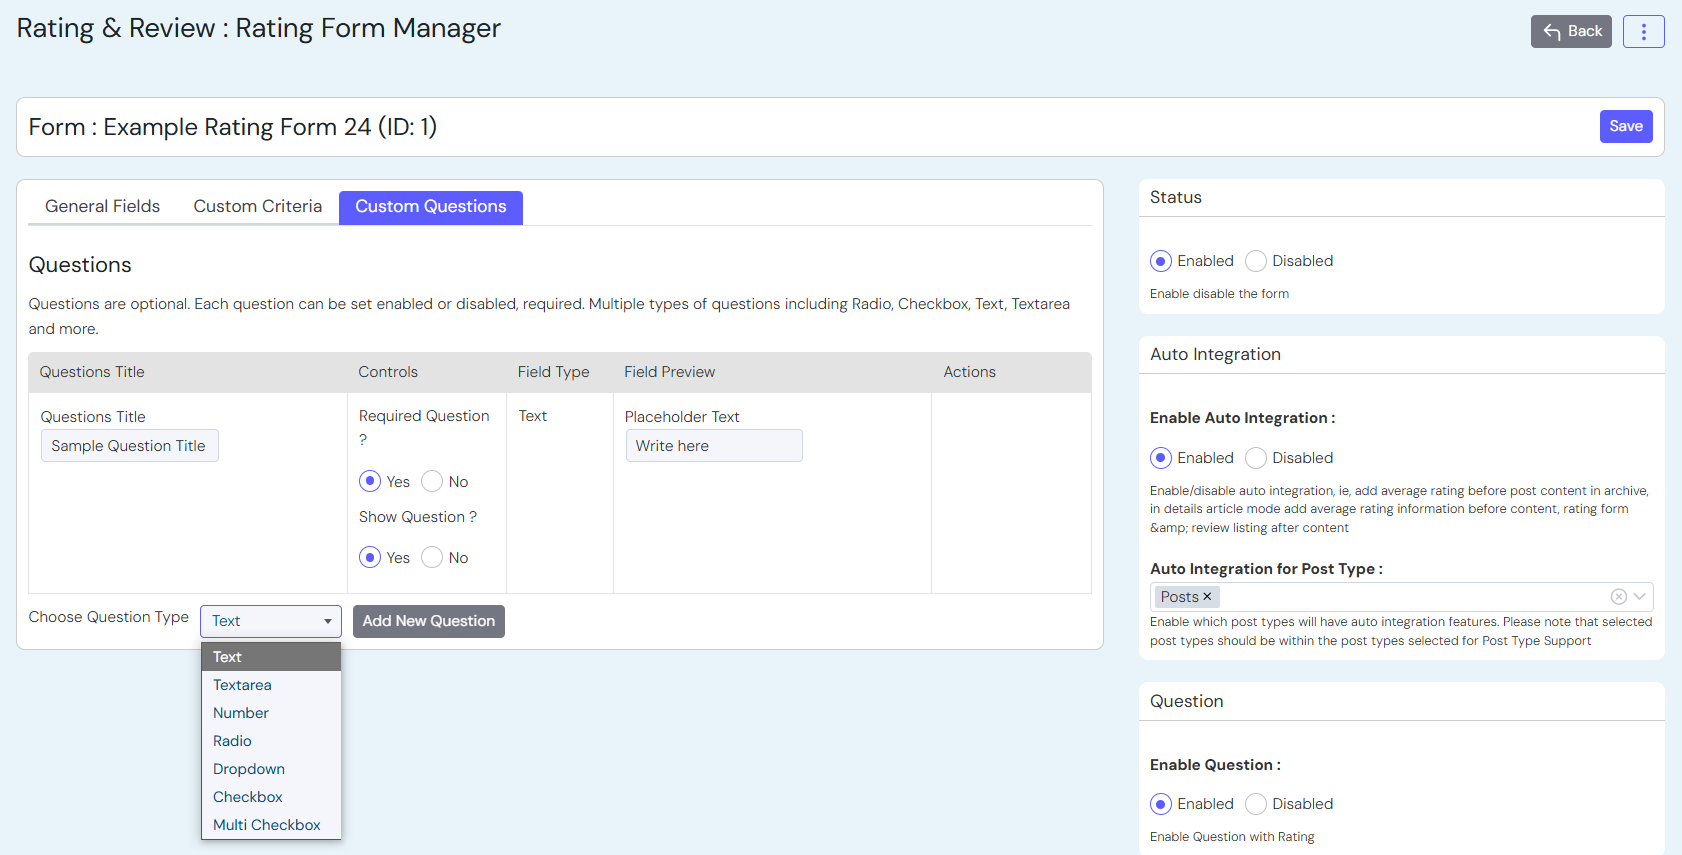 Rating & Review : Rating Form Manager
Back
Form : Example Rating Form 24 (ID: 1)
Save
General Fields
Custom Criteria
Custom Questions
Questions
Questions are optional. Each question can be set enabled or disabled, required. Multiple types of questions including Radio, Checkbox, Text, Textarea
and more.
Questions Title
Controls
Field Type
Field Preview
Actions
Questions Title
Sample Question Title
Required Question
?
Yes
No
Show Question ?
Yes
No
Text
Placeholder Text
Write here
Choose Question Type
Text
Add New Question
Text
Textarea
Number
Radio
Dropdown
Checkbox
Multi Checkbox
Status
Enabled
Disabled
Enable disable the form
Auto Integration
Enable Auto Integration :
Enabled
Disabled
Enable/disable auto integration, ie, add average rating before post content in archive,
in details article mode add average rating information before content, rating form
&amp; review listing after content
Auto Integration for Post Type :
Posts ×
Enable which post types will have auto integration features. Please note that selected
post types should be within the post types selected for Post Type Support
Question
Enable Question :
Enabled
Disabled
Enable Question with Rating